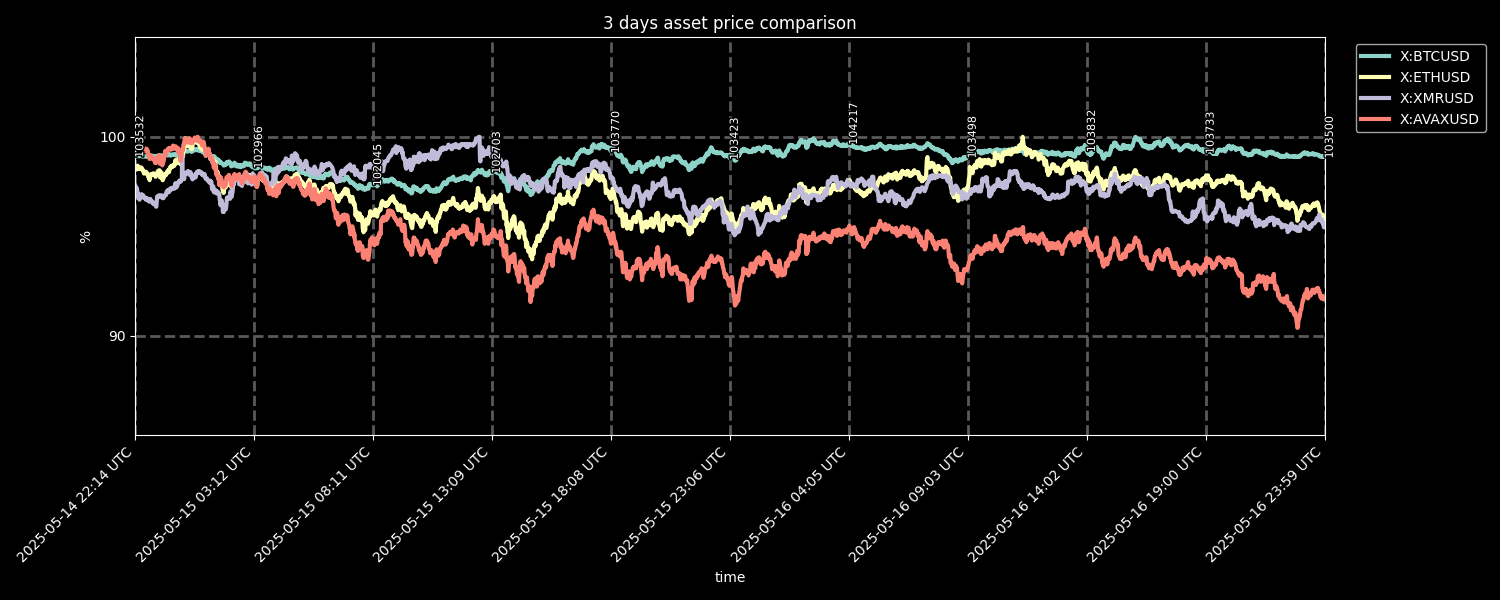 3 days asset price comparison
X:BTCUSD
X:ETHUSD
X:XMRUSD
X:AVAXUSD
100
90
%
103532
102966
102045
102703
103770
103423
104217
103498
103832
103733
103500
2025-05-14 22:14 UTC
2025-05-15 03:12 UTC
2025-05-15 08:11 UTC
2025-05-15 13:09 UTC
2025-05-15 18:08 UTC
2025-05-15 23:06 UTC
2025-05-16 04:05 UTC
2025-05-16 09:03 UTC
2025-05-16 14:02 UTC
2025-05-16 19:00 UTC
2025-05-16 23:59 UTC
time